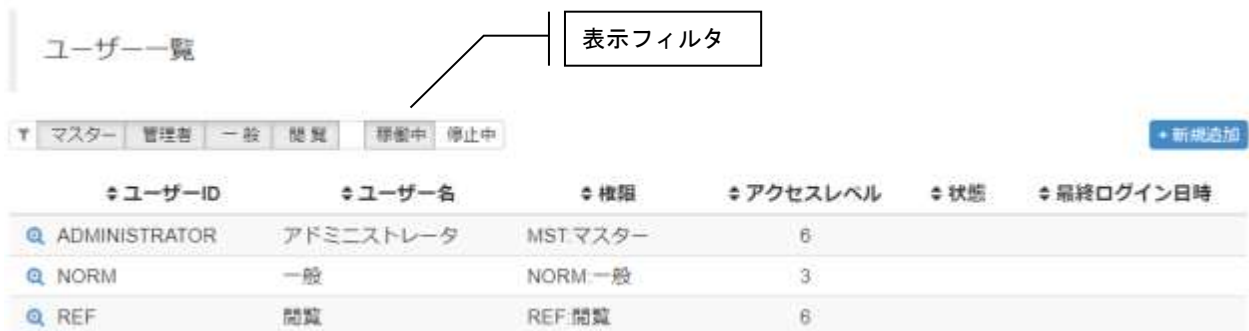 表示フィルタ
ユーザー一覧
マスター 管理者 一般 閲覧 稼働中 停止中 +新規追加
ユーザーID ユーザー名 権限 アクセスレベル 状態 最終ログイン日時
ADMINISTRATOR アドミニストレータ MST:マスター 6
NORM 一般 NORM:一般 3
REF 閲覧 REF:閲覧 6